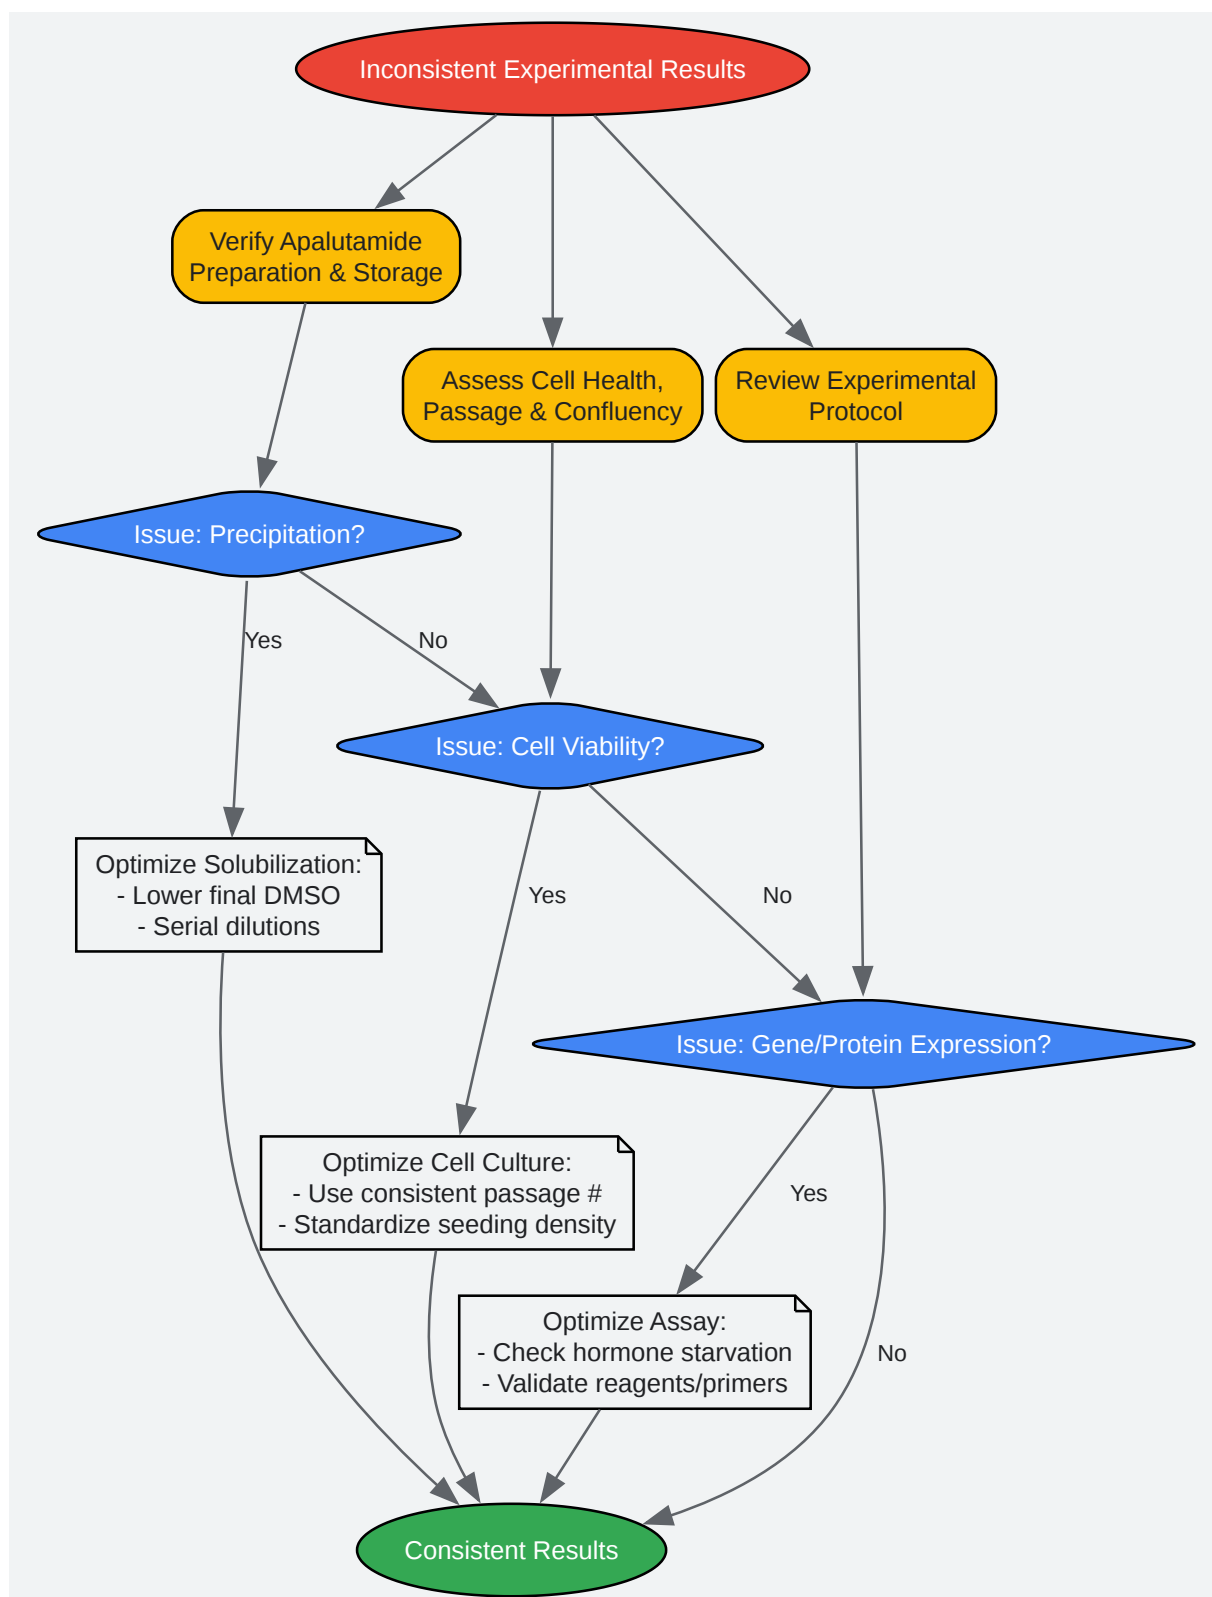 Inconsistent Experimental Results
Verify Apalutamide
Preparation & Storage
Assess Cell Health,
Passage & Confluency
Review Experimental
Protocol
Issue: Precipitation?
Yes
No
Issue: Cell Viability?
Optimize Solubilization:
- Lower final DMSO
- Serial dilutions
Yes
No
Issue: Gene/Protein Expression?
Optimize Cell Culture:
- Use consistent passage #
- Standardize seeding density
Yes
Optimize Assay:
- Check hormone starvation
- Validate reagents/primers
No
Consistent Results